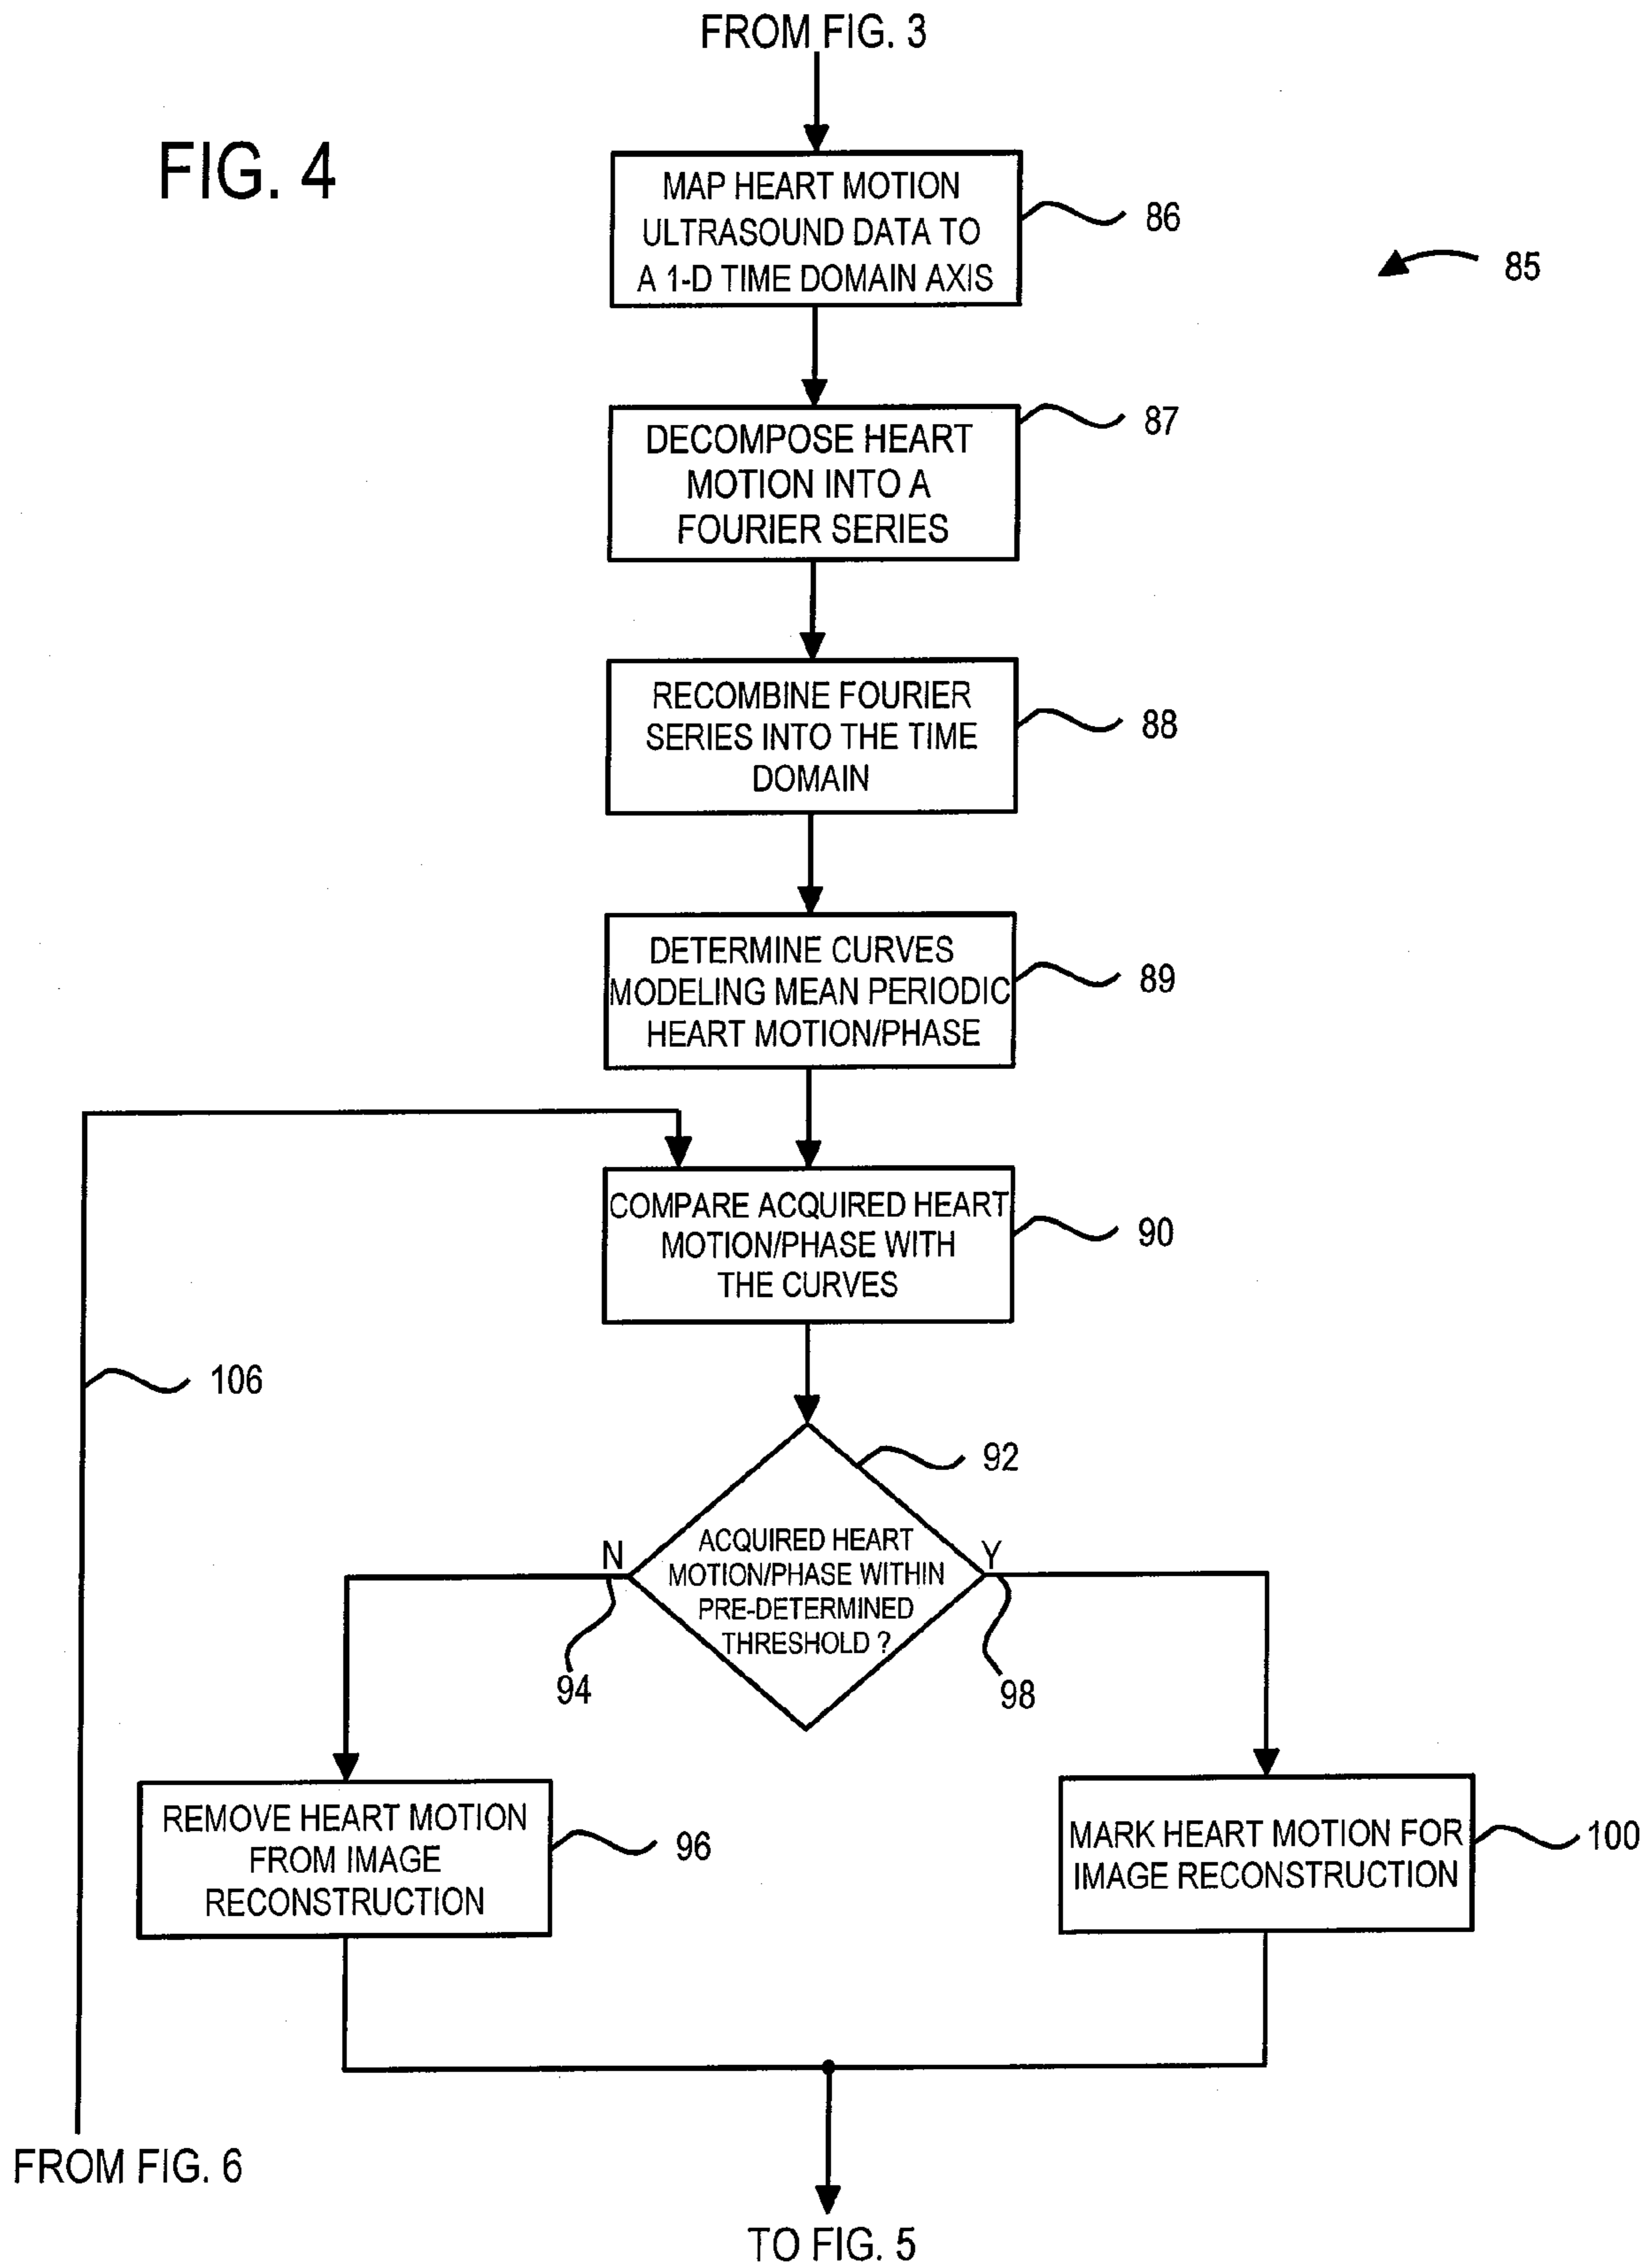 FROM FIG. 3
FIG. 4
MAP HEART MOTION
ULTRASOUND DATA TO
A 1-D TIME DOMAIN AXIS
86
85
DECOMPOSE HEART
MOTION INTO A
FOURIER SERIES
87
RECOMBINE FOURIER
SERIES INTO THE TIME
DOMAIN
88
DETERMINE CURVES
MODELING MEAN PERIODIC
HEART MOTION/PHASE
89
COMPARE ACQUIRED HEART
MOTION/PHASE WITH
THE CURVES
90
106
92
N
ACQUIRED HEART
MOTION/PHASE WITHIN
PRE-DETERMINED
THRESHOLD ?
Y
94
98
REMOVE HEART MOTION
FROM IMAGE
RECONSTRUCTION
96
MARK HEART MOTION FOR
IMAGE RECONSTRUCTION
100
FROM FIG. 6
TO FIG. 5